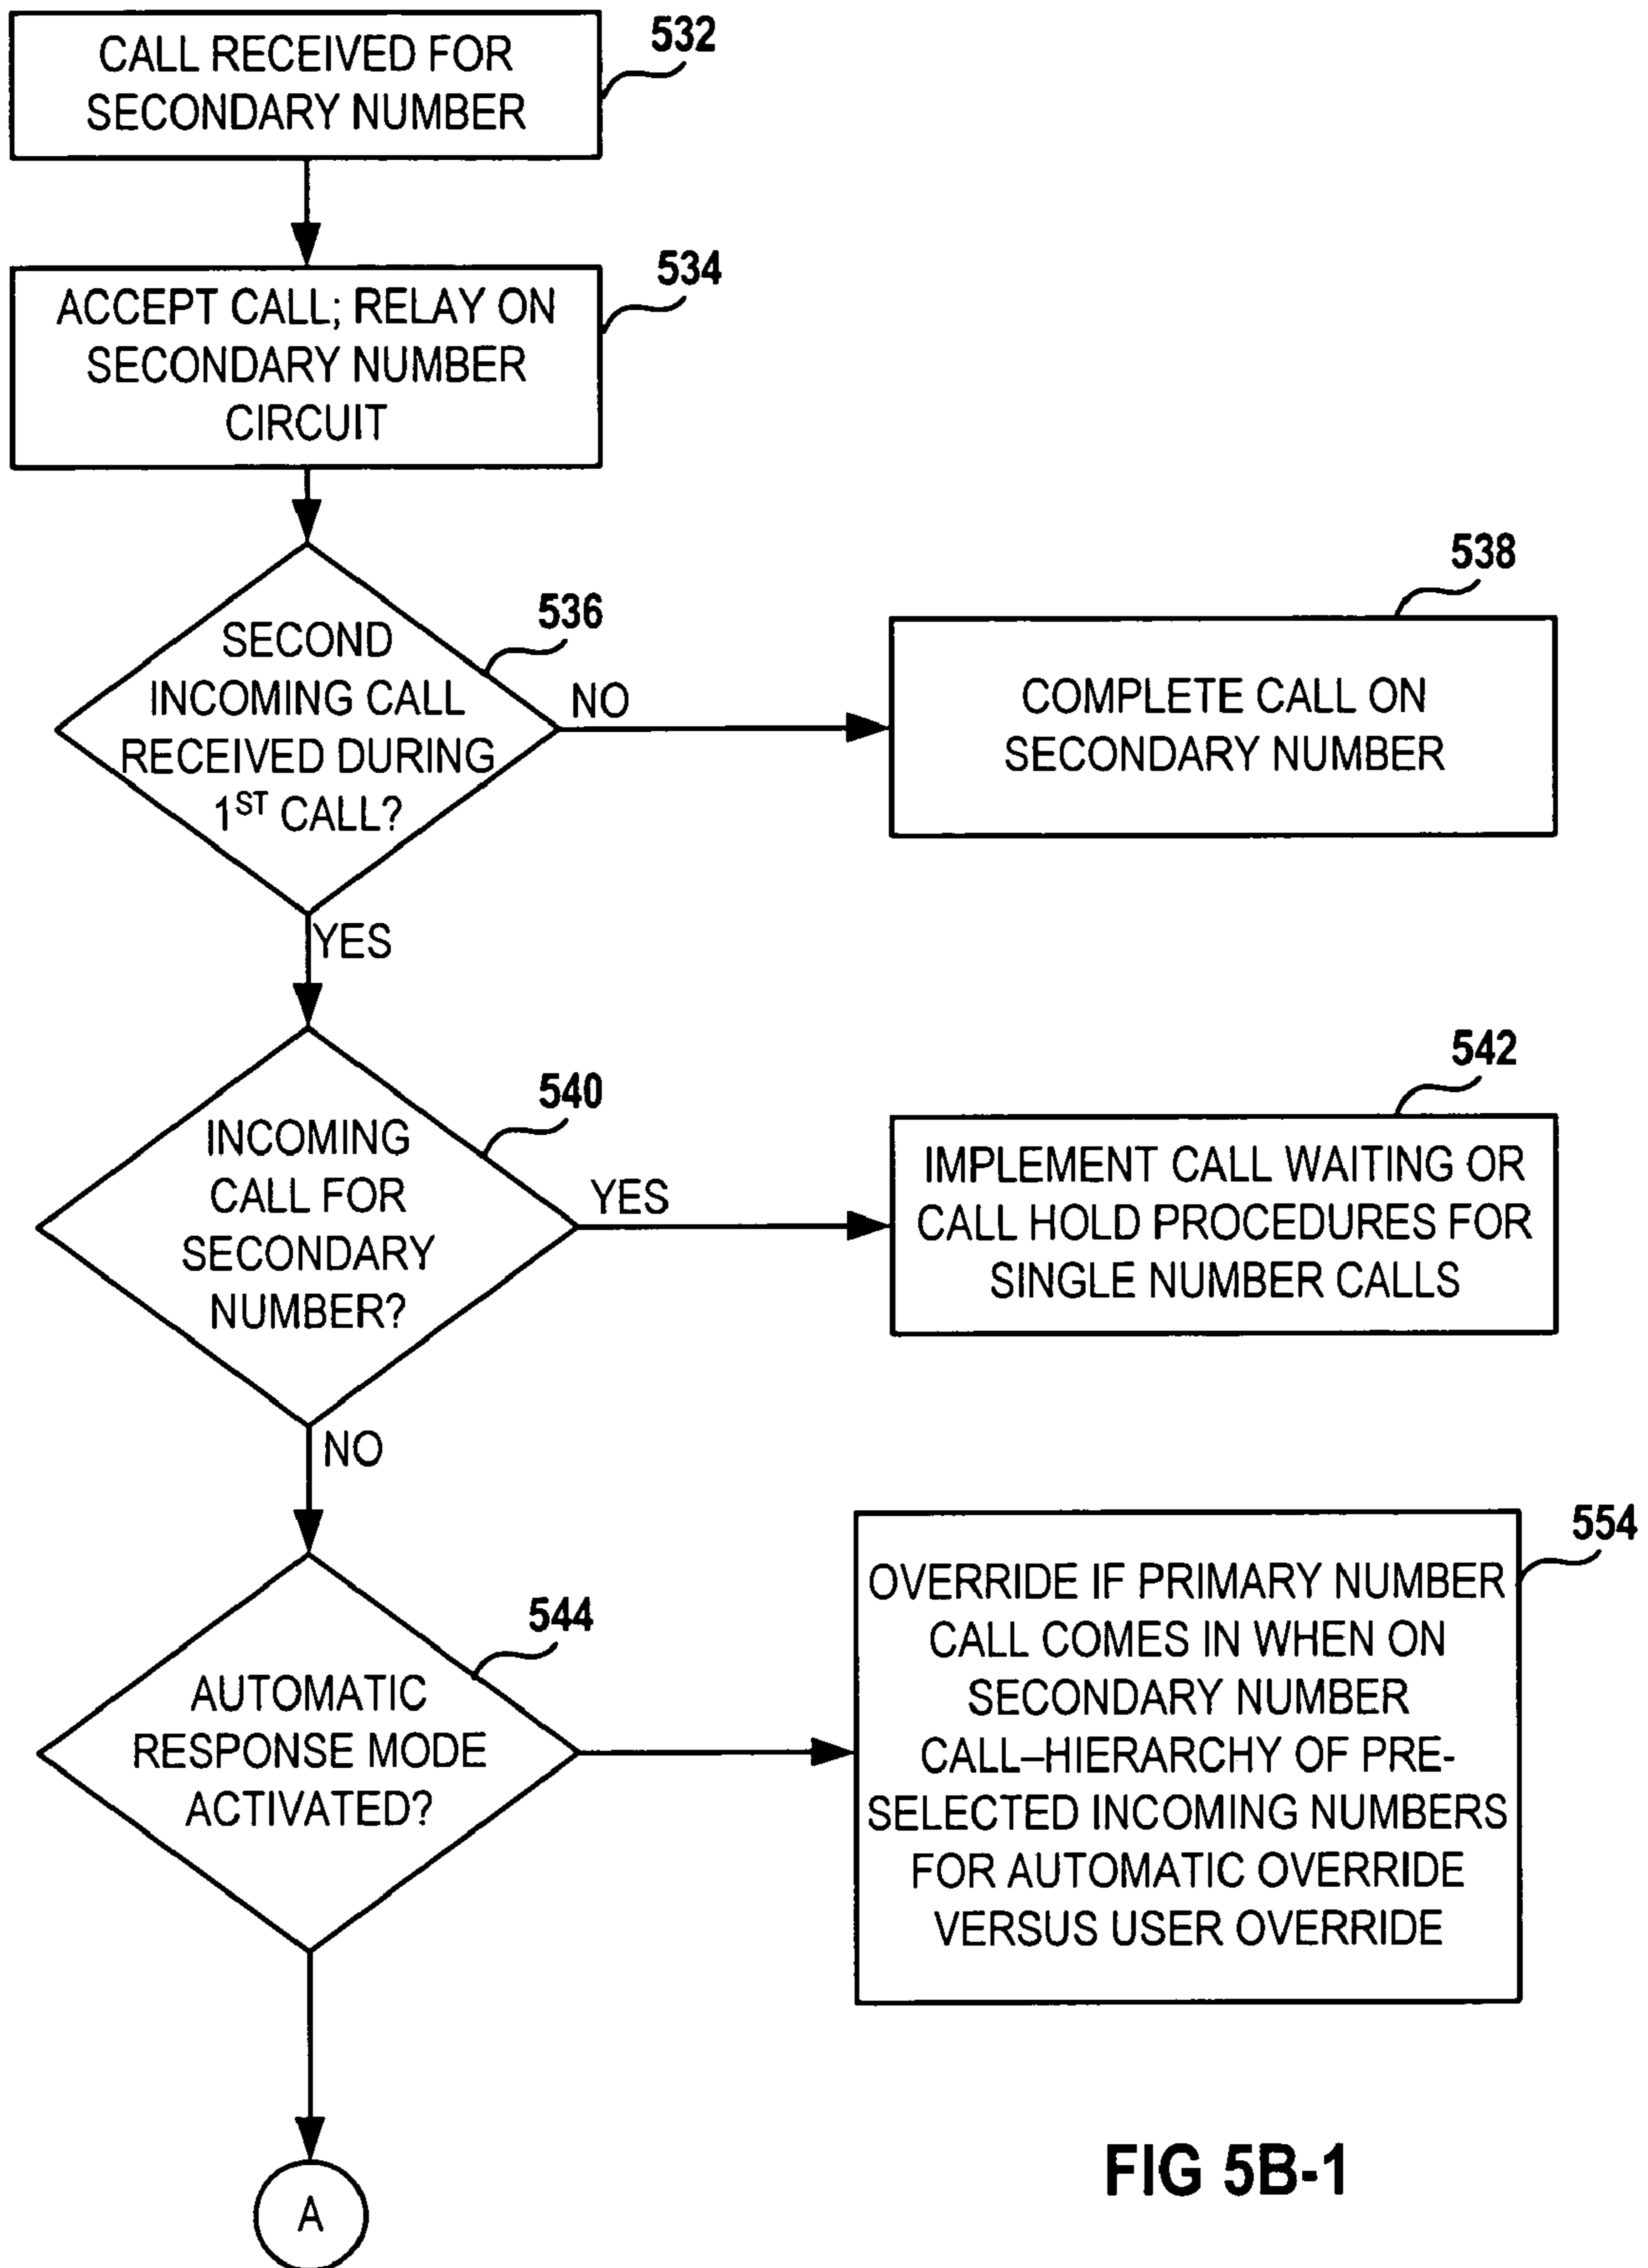 CALL RECEIVED FOR
SECONDARY NUMBER
532
ACCEPT CALL; RELAY ON
SECONDARY NUMBER
CIRCUIT
534
SECOND
INCOMING CALL
RECEIVED DURING
1ST CALL?
536
NO
COMPLETE CALL ON
SECONDARY NUMBER
538
YES
INCOMING
CALL FOR
SECONDARY
NUMBER?
540
YES
IMPLEMENT CALL WAITING OR
CALL HOLD PROCEDURES FOR
SINGLE NUMBER CALLS
542
NO
AUTOMATIC
RESPONSE MODE
ACTIVATED?
544
OVERRIDE IF PRIMARY NUMBER
CALL COMES IN WHEN ON
SECONDARY NUMBER
CALL–HIERARCHY OF PRE-
SELECTED INCOMING NUMBERS
FOR AUTOMATIC OVERRIDE
VERSUS USER OVERRIDE
554
A
FIG 5B-1